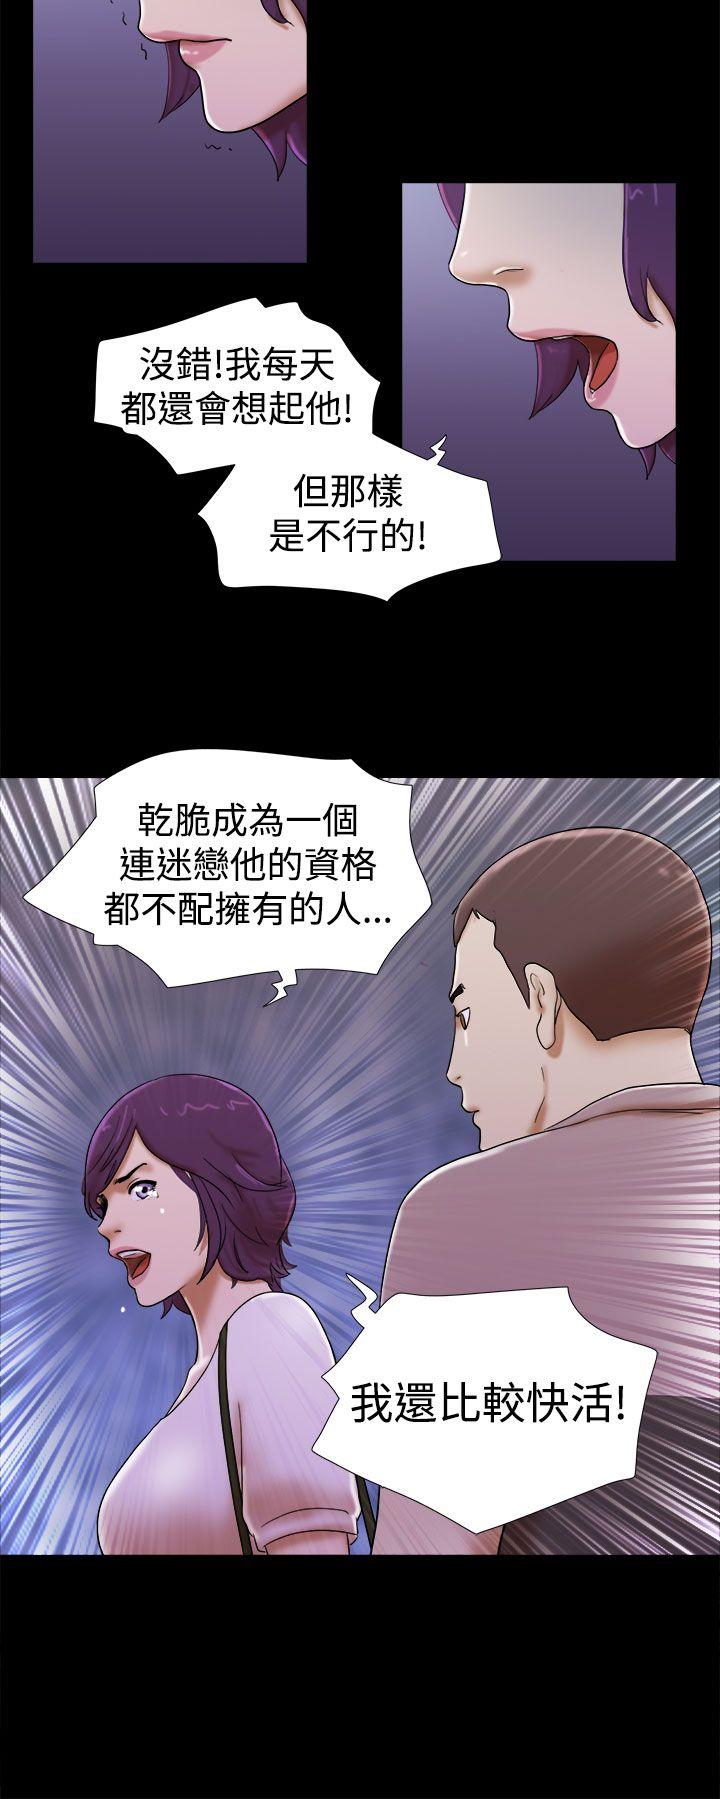 沒錯!我每天
都還會想起他!
但那樣
是不行的!
乾脆成為一個
連迷戀他的資格
都不配擁有的人...
我還比較快活!